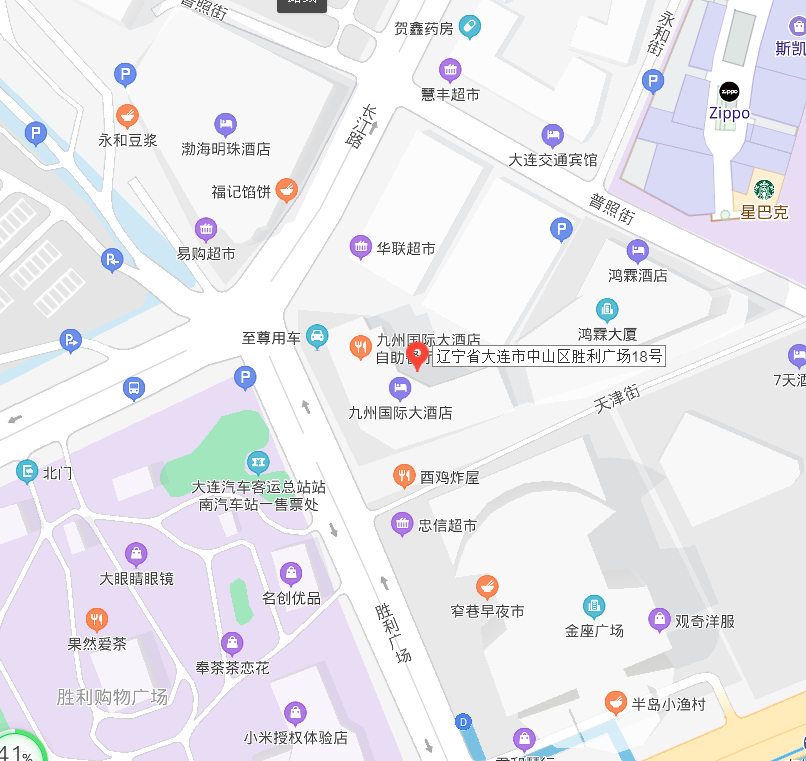 普照街
贺鑫药房
永和街
斯凯
P
慧丰超市
P
zippo
Zippo
P
永和豆浆
渤海明珠酒店
长江路
大连交通宾馆
福记馅饼
普照街
星巴克
易购超市
华联超市
P
鸿霖酒店
P
P
至尊用车
九州国际大酒店
自助餐厅
辽宁省大连市中山区胜利广场18号
鸿霖大厦
7天酒
P
九州国际大酒店
天津街
北门
大连汽车客运总站站
南汽车站一售票处
酉鸡炸屋
忠信超市
大眼睛眼镜
名创优品
窄巷早夜市
金座广场
观奇洋服
胜利广场
果然爱茶
奉茶茶恋花
胜利购物广场
半岛小渔村
小米授权体验店
D
41%